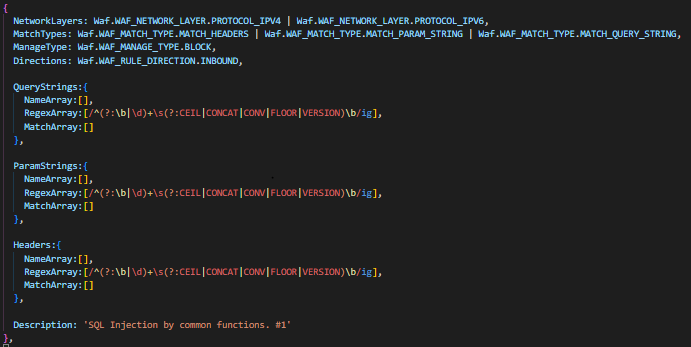 {
NetworkLayers: Waf.WAF_NETWORK_LAYER.PROTOCOL_IPV4 | Waf.WAF_NETWORK_LAYER.PROTOCOL_IPV6,
MatchTypes: Waf.WAF_MATCH_TYPE.MATCH_HEADERS | Waf.WAF_MATCH_TYPE.MATCH_PARAM_STRING | Waf.WAF_MATCH_TYPE.MATCH_QUERY_STRING,
ManageType: Waf.WAF_MANAGE_TYPE.BLOCK,
Directions: Waf.WAF_RULE_DIRECTION.INBOUND,
QueryStrings:{
NameArray:[],
RegexArray:[/^(?:\b|\d)+\s(?:CEIL|CONCAT|CONV|FLOOR|VERSION)\b/ig],
MatchArray:[]
},
ParamStrings:{
NameArray:[],
RegexArray:[/^(?:\b|\d)+\s(?:CEIL|CONCAT|CONV|FLOOR|VERSION)\b/ig],
MatchArray:[]
},
Headers:{
NameArray:[],
RegexArray:[/^(?:\b|\d)+\s(?:CEIL|CONCAT|CONV|FLOOR|VERSION)\b/ig],
MatchArray:[]
},
Description: 'SQL Injection by common functions. #1'
},